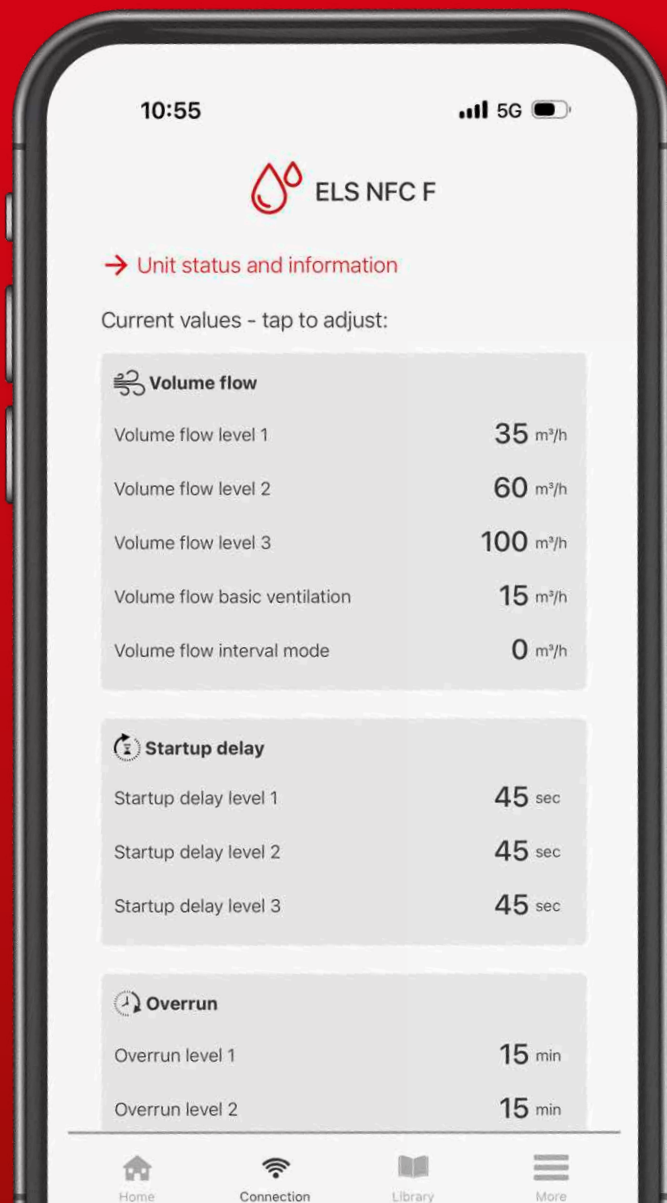 10:55 5G
ELS NFC F
→ Unit status and information
Current values - tap to adjust:
Volume flow
Volume flow level 1 35 m³/h
Volume flow level 2 60 m³/h
Volume flow level 3 100 m³/h
Volume flow basic ventilation 15 m³/h
Volume flow interval mode 0 m³/h
Startup delay
Startup delay level 1 45 sec
Startup delay level 2 45 sec
Startup delay level 3 45 sec
Overrun
Overrun level 1 15 min
Overrun level 2 15 min
Home Connection Library More